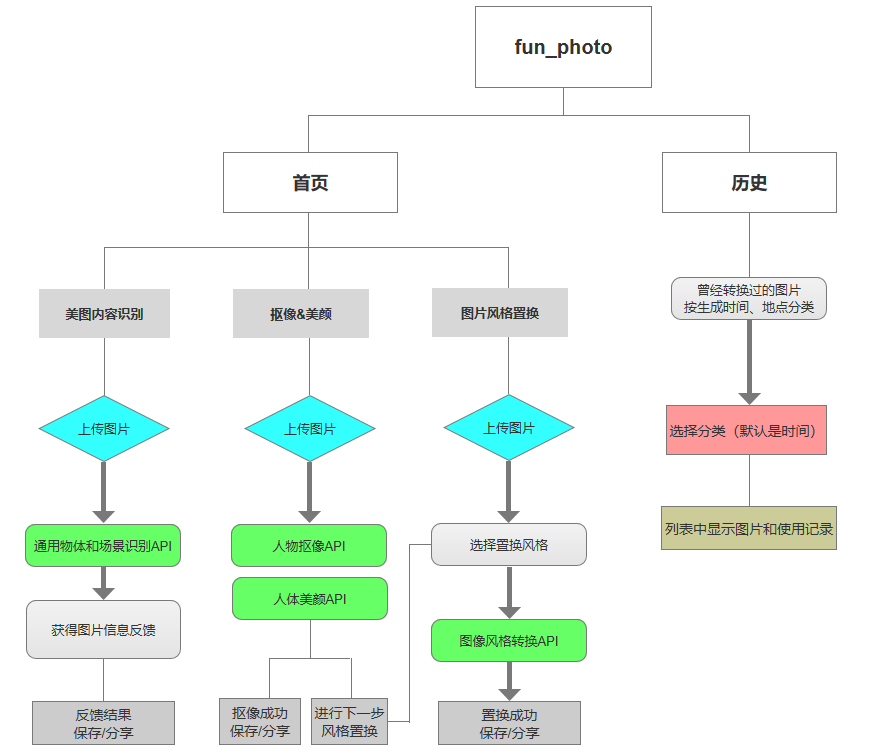 fun_photo
首页
历史
美图内容识别
抠像&美颜
图片风格置换
曾经转换过的图片
按生成时间、地点分类
上传图片
上传图片
上传图片
选择分类（默认是时间）
通用物体和场景识别API
人物抠像API
选择置换风格
列表中显示图片和使用记录
人体美颜API
获得图片信息反馈
图像风格转换API
反馈结果
保存/分享
抠像成功
保存/分享
进行下一步
风格置换
置换成功
保存/分享